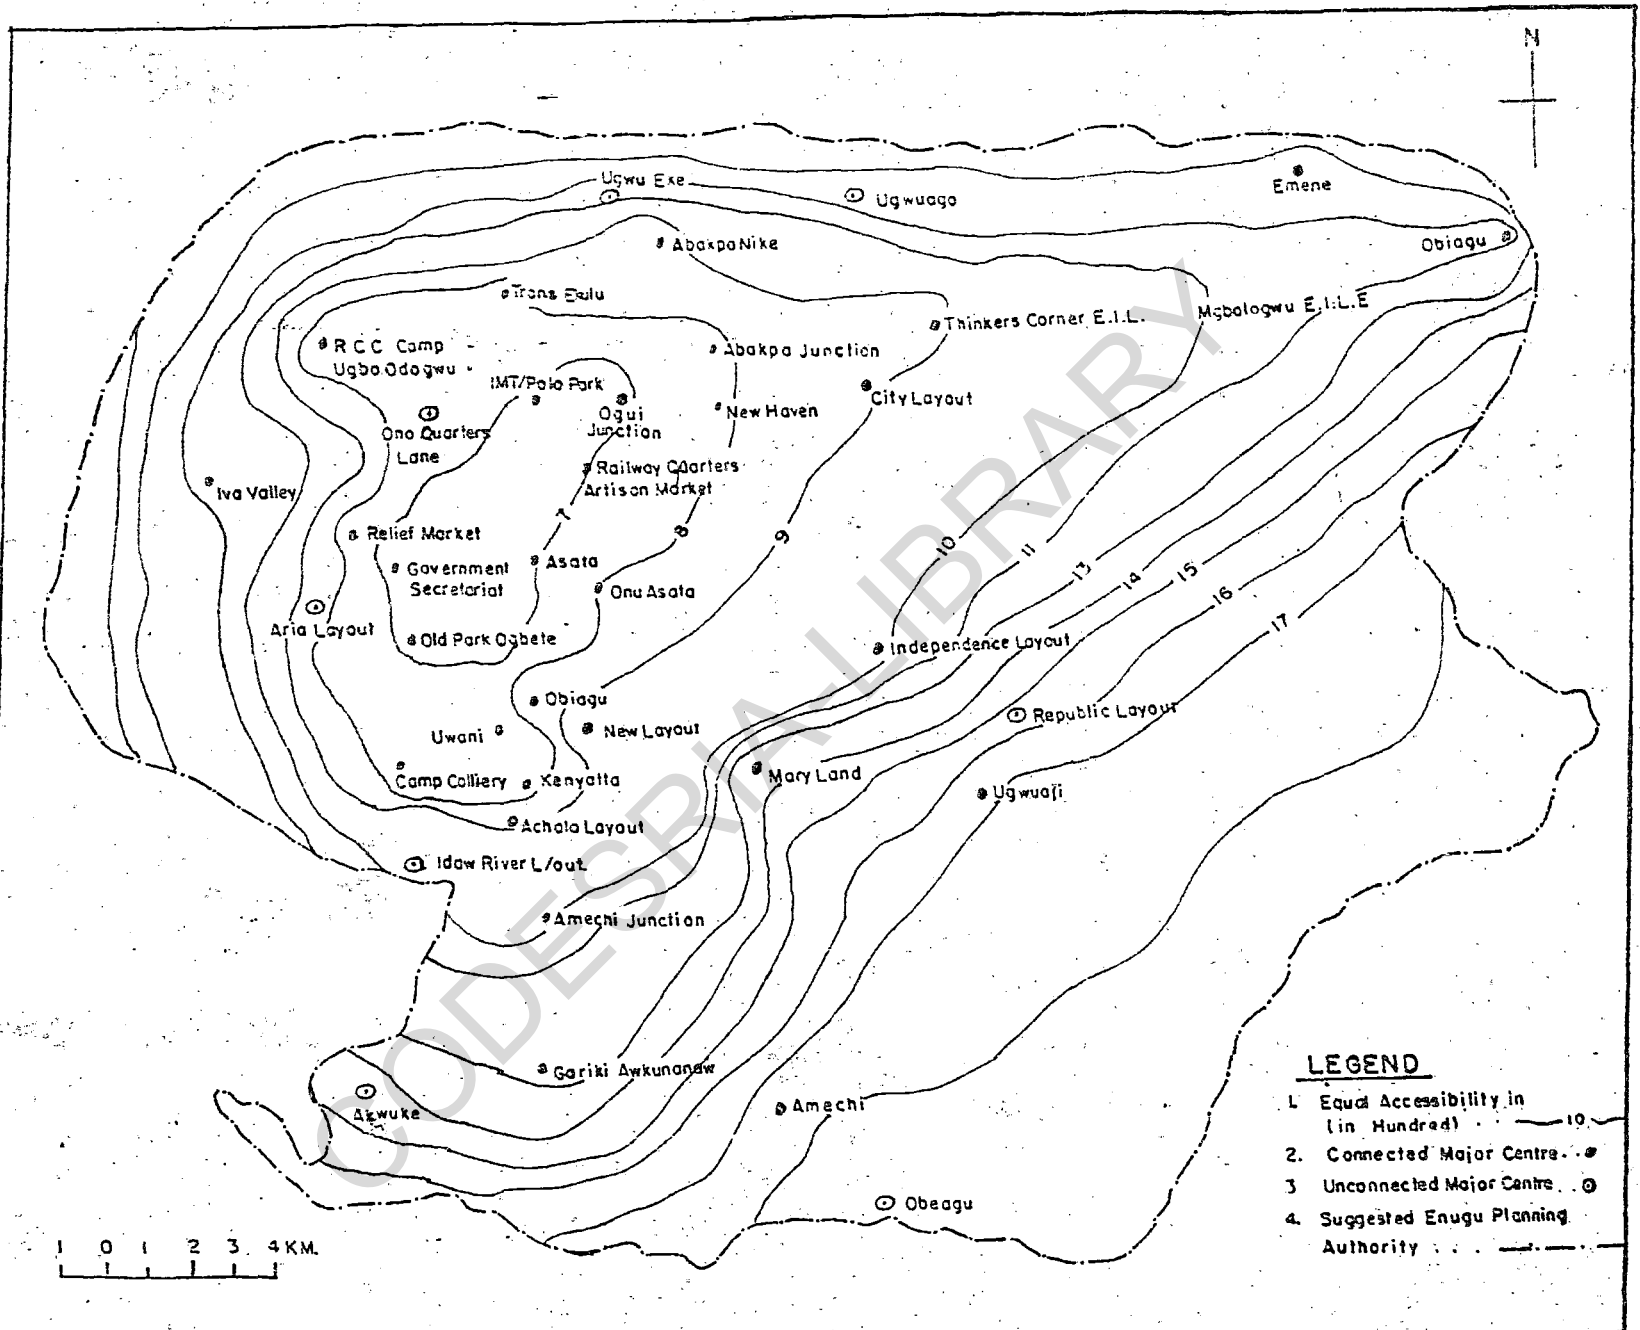 N
Ugwu Exe
Ugwuago
Emene
Obiagu
Abakpa Nike
Trans Ekulu
Mgbalogwu E.I.L.E
Thinkers Corner E.I.L.
R C C Camp
Ugbo Odogwu
Abakpa Junction
IMT/Polo Park
City Layout
Ogui
Junction
New Haven
Ono Quarters
Lane
Railway Quarters
Artison Market
Iva Valley
7
8
9
10
11
13
14
15
16
17
Relief Market
Government
Secretariat
Asata
Onu Asata
Aria Layout
Old Park Ogbete
Independence Layout
Obiagu
Republic Layout
Uwani
New Layout
Camp Colliery
Kenyatta
Mary Land
Ugwuaji
Achala Layout
Idaw River L/out
Amechi Junction
Gariki Awkunanaw
Akwuke
Amechi
Obeagu
LEGEND
1. Equal Accessibility in
(in Hundred) . . 10
2. Connected Major Centre. .
3 Unconnected Major Centre. . .
4. Suggested Enugu Planning
Authority . . .
1 0 1 2 3 4 KM.
CODESRIA-LIBRARY